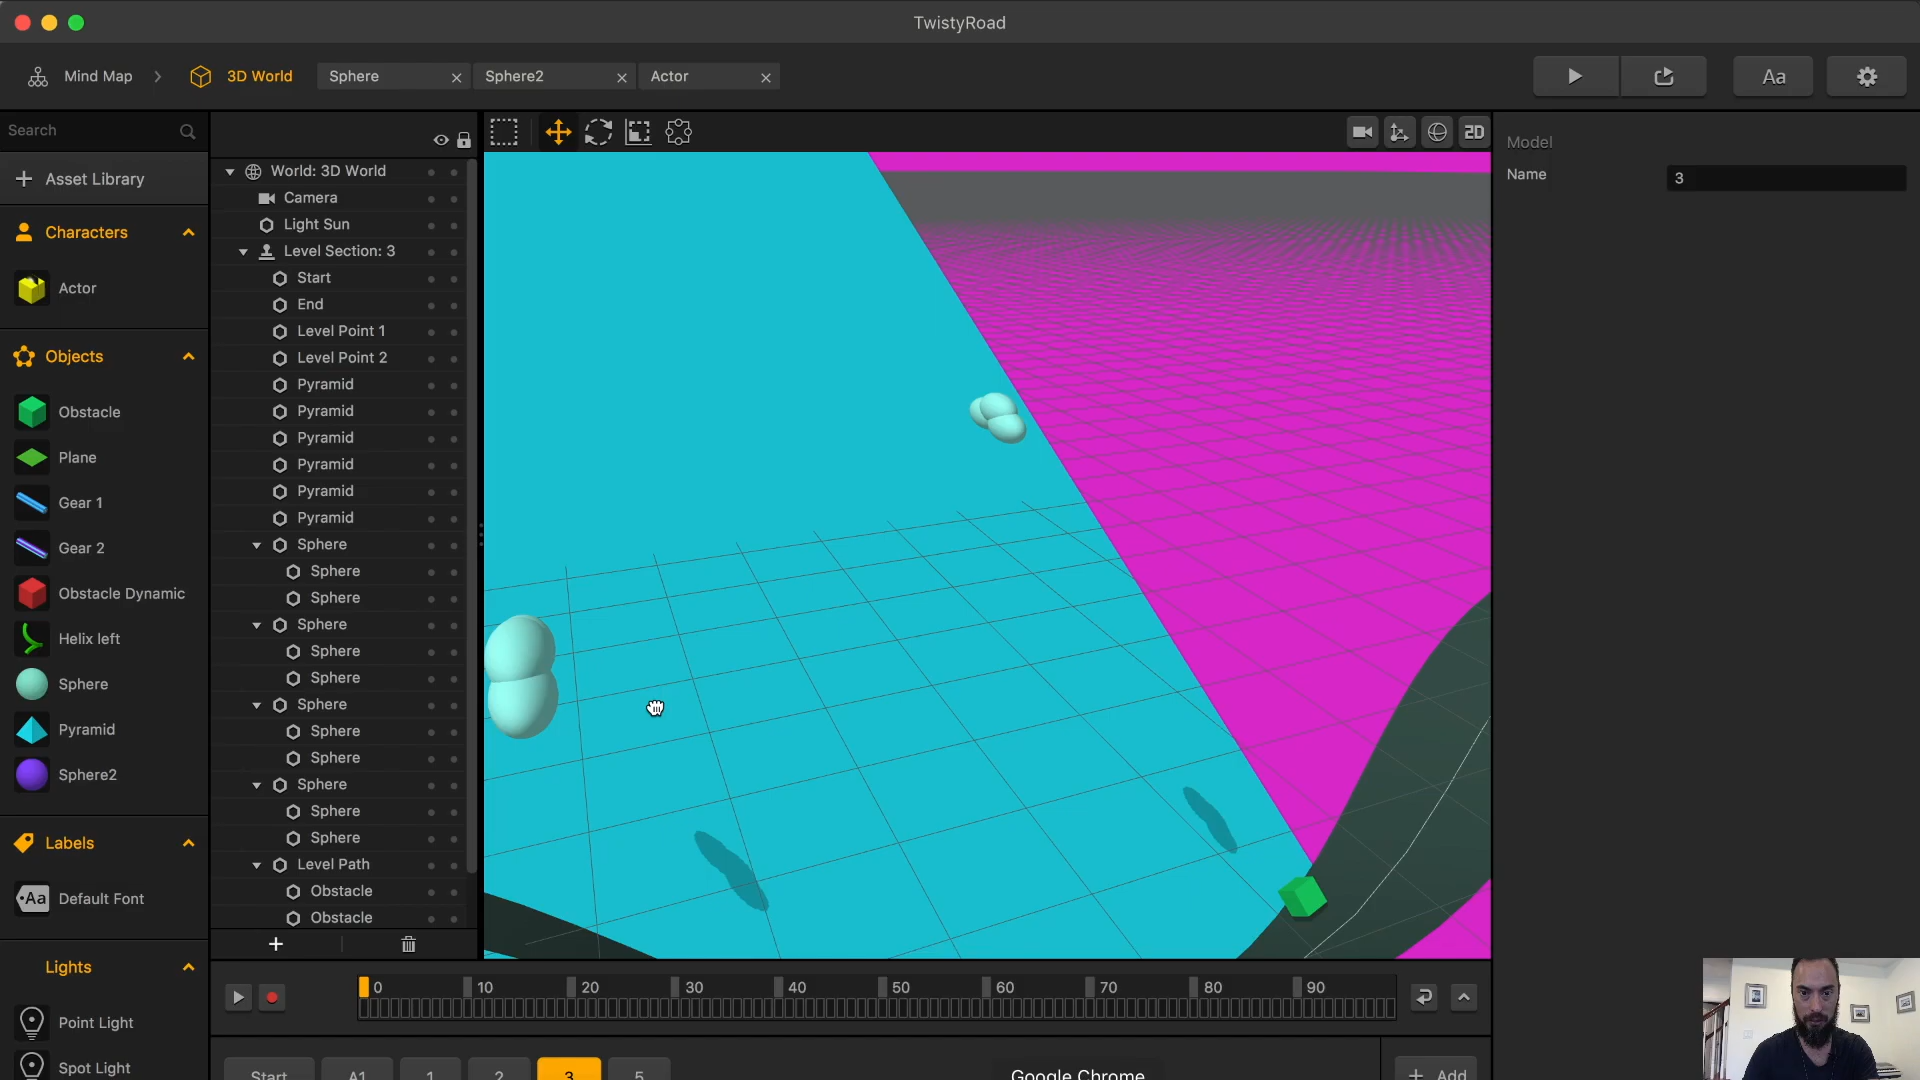 TwistyRoad
Mind Map
3D World
Sphere
Sphere2
Actor
Aa
Search
Asset Library
Characters
Actor
Objects
Obstacle
Plane
Gear 1
Gear 2
Obstacle Dynamic
Helix left
Sphere
Pyramid
Sphere2
Labels
Aa Default Font
Lights
Point Light
Spot Light
World: 3D World
Camera
Light Sun
Level Section: 3
Start
End
Level Point 1
Level Point 2
Pyramid
Pyramid
Pyramid
Pyramid
Pyramid
Pyramid
Sphere
Sphere
Sphere
Sphere
Sphere
Sphere
Sphere
Sphere
Sphere
Sphere
Sphere
Sphere
Level Path
Obstacle
Obstacle
2D
Model
Name 3
0 10 20 30 40 50 60 70 80 90
Start A1 1 2 3 5
Google Chrome
Add